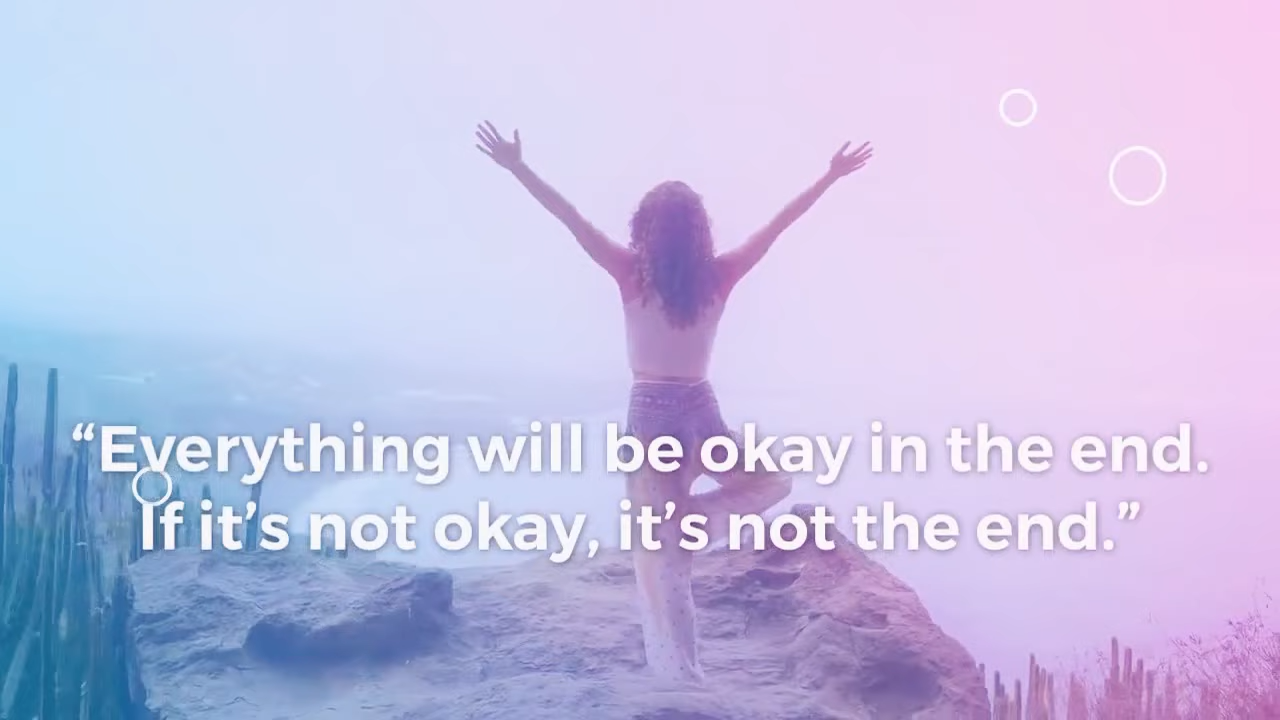 “Everything will be okay in the end.
If it’s not okay, it’s not the end.”